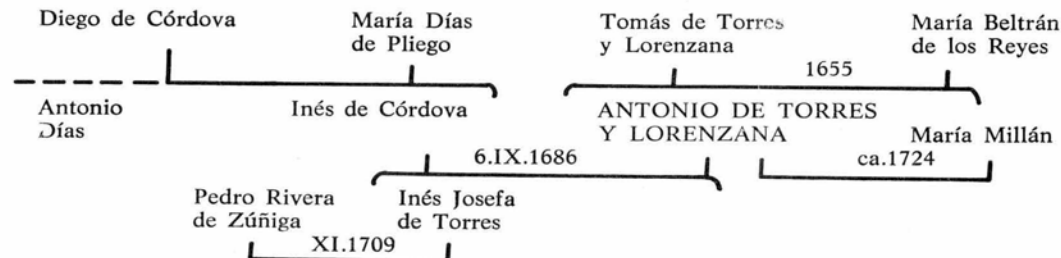 Diego de Córdova
María Días
de Pliego
Tomás de Torres
y Lorenzana
María Beltrán
de los Reyes
1655
Antonio
Días
Inés de Córdova
ANTONIO DE TORRES
Y LORENZANA
María Millán
6.IX.1686
ca.1724
Pedro Rivera
de Zúñiga
Inés Josefa
de Torres
XI.1709